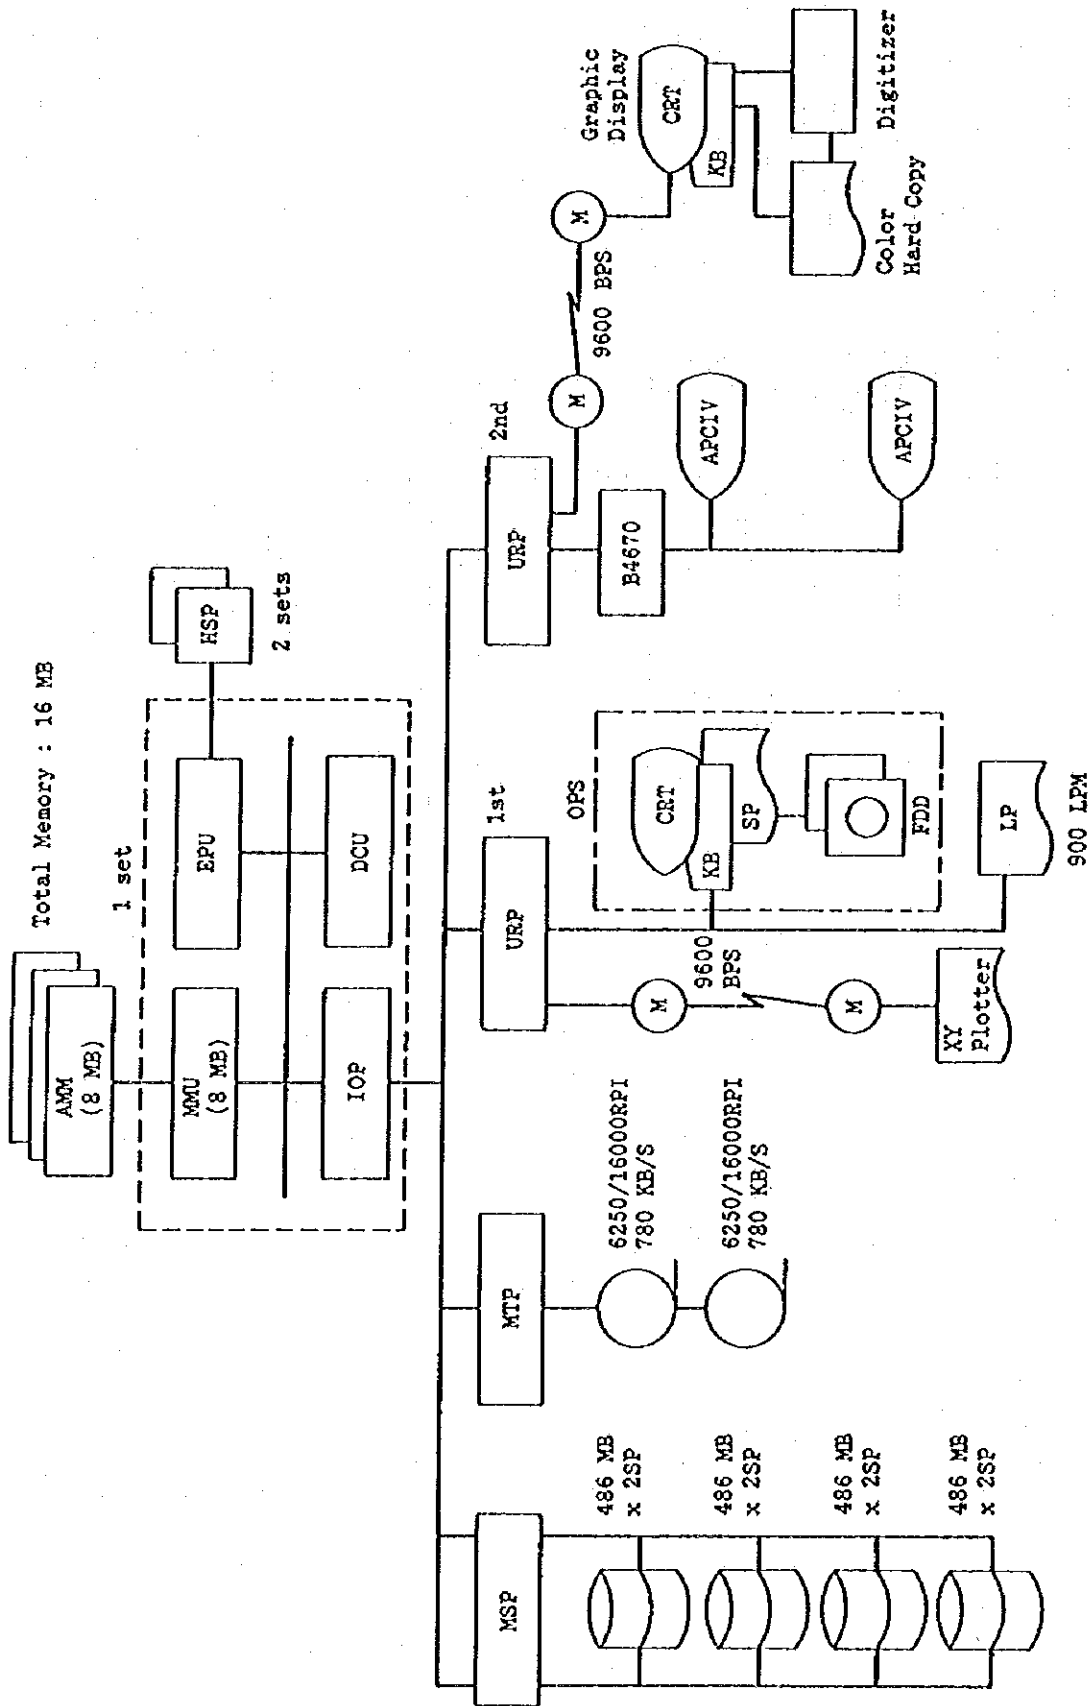 Total Memory : 16 MB
1 set
AMM
(8 MB)
MMU
(8 MB)
EPU
HSP
2 sets
IOP
DCU
MSP
486 MB
x 2SP
486 MB
x 2SP
486 MB
x 2SP
486 MB
x 2SP
MTP
6250/16000RPI
780 KB/S
6250/16000RPI
780 KB/S
1st
URP
M
9600
BPS
M
XY
Plotter
OPS
CRT
KB
SP
FDD
LP
900 LPM
2nd
URP
B4670
APCIV
APCIV
M
9600 BPS
M
Graphic
Display
CRT
KB
Color
Hard Copy
Digitizer